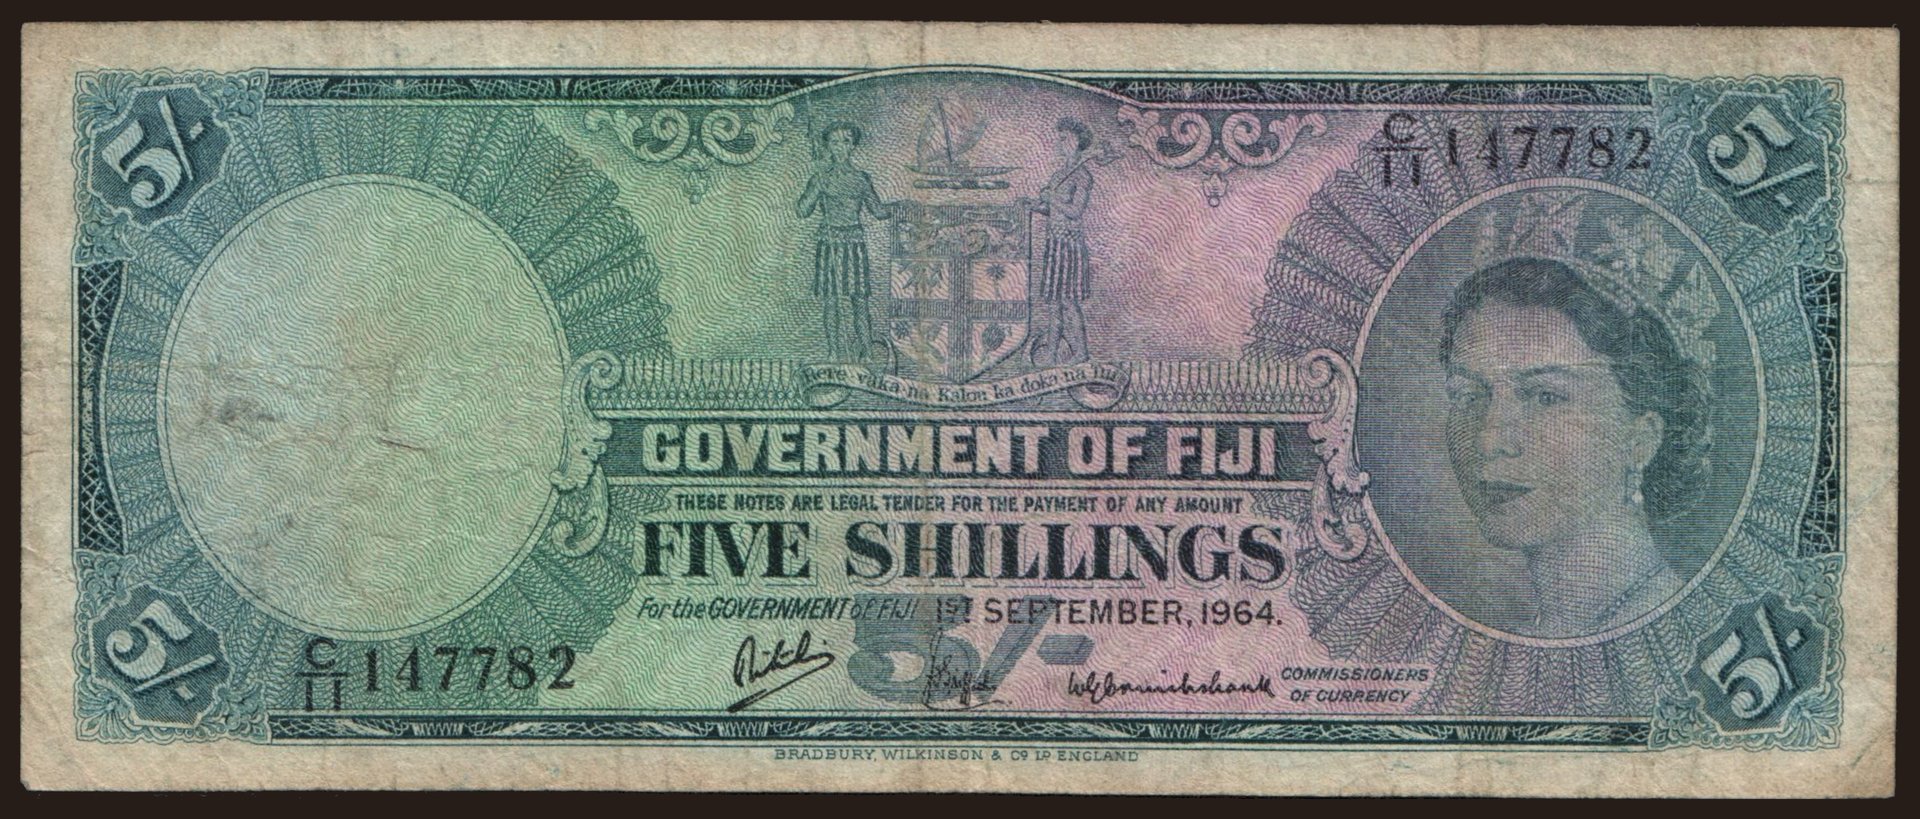 5/-
5/-
C/11 147782
Rere vaka na Kalou ka doka na Tui
GOVERNMENT OF FIJI
THESE NOTES ARE LEGAL TENDER FOR THE PAYMENT OF ANY AMOUNT
FIVE SHILLINGS
For the GOVERNMENT of FIJI 1ST SEPTEMBER, 1964.
5/-
C/11 147782
5/-
COMMISSIONERS
OF CURRENCY
5/-
BRADBURY, WILKINSON & Co LD ENGLAND